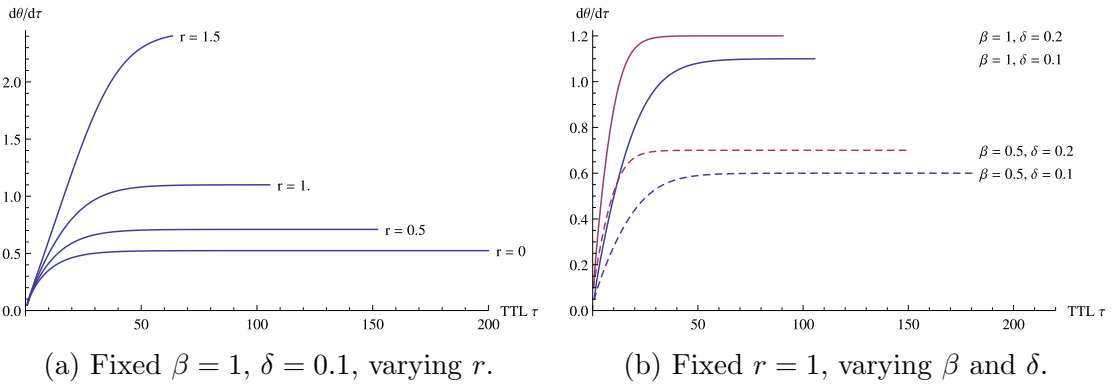 dθ/dτ
2.0
1.5
1.0
0.5
0.0
50
100
150
200
TTL τ
r = 1.5
r = 1.
r = 0.5
r = 0
(a) Fixed β = 1, δ = 0.1, varying r.
dθ/dτ
1.2
1.0
0.8
0.6
0.4
0.2
0.0
50
100
150
200
TTL τ
β = 1, δ = 0.2
β = 1, δ = 0.1
β = 0.5, δ = 0.2
β = 0.5, δ = 0.1
(b) Fixed r = 1, varying β and δ.